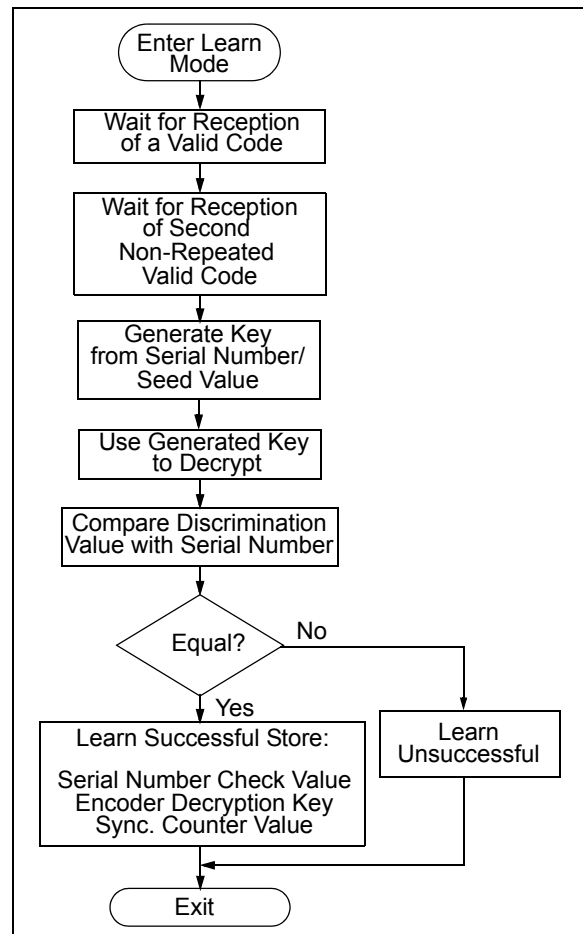 Enter Learn
Mode
Wait for Reception
of a Valid Code
Wait for Reception
of Second
Non-Repeated
Valid Code
Generate Key
from Serial Number/
Seed Value
Use Generated Key
to Decrypt
Compare Discrimination
Value with Serial Number
Equal?
No
Yes
Learn Successful Store:
Serial Number Check Value
Encoder Decryption Key
Sync. Counter Value
Learn
Unsuccessful
Exit